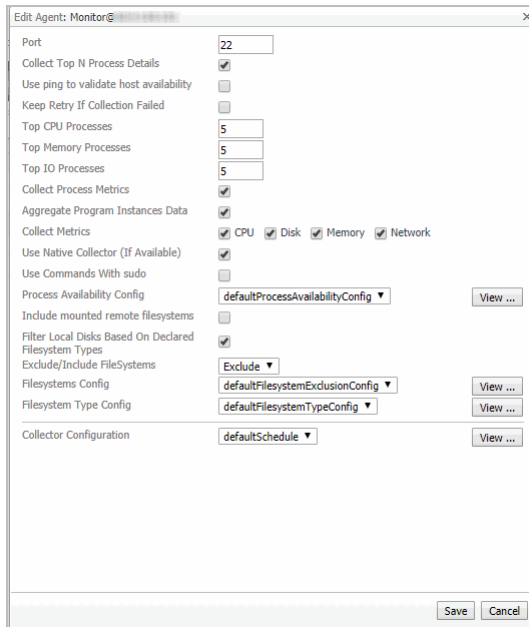 Edit Agent: Monitor@
Port 22
Collect Top N Process Details
Use ping to validate host availability
Keep Retry If Collection Failed
Top CPU Processes 5
Top Memory Processes 5
Top IO Processes 5
Collect Process Metrics
Aggregate Program Instances Data
Collect Metrics CPU Disk Memory Network
Use Native Collector (If Available)
Use Commands With sudo
Process Availability Config defaultProcessAvailabilityConfig View ...
Include mounted remote filesystems
Filter Local Disks Based On Declared
Filesystem Types
Exclude/Include FileSystems Exclude
Filesystems Config defaultFilesystemExclusionConfig View ...
Filesystem Type Config defaultFilesystemTypeConfig View ...
Collector Configuration defaultSchedule View ...
Save Cancel